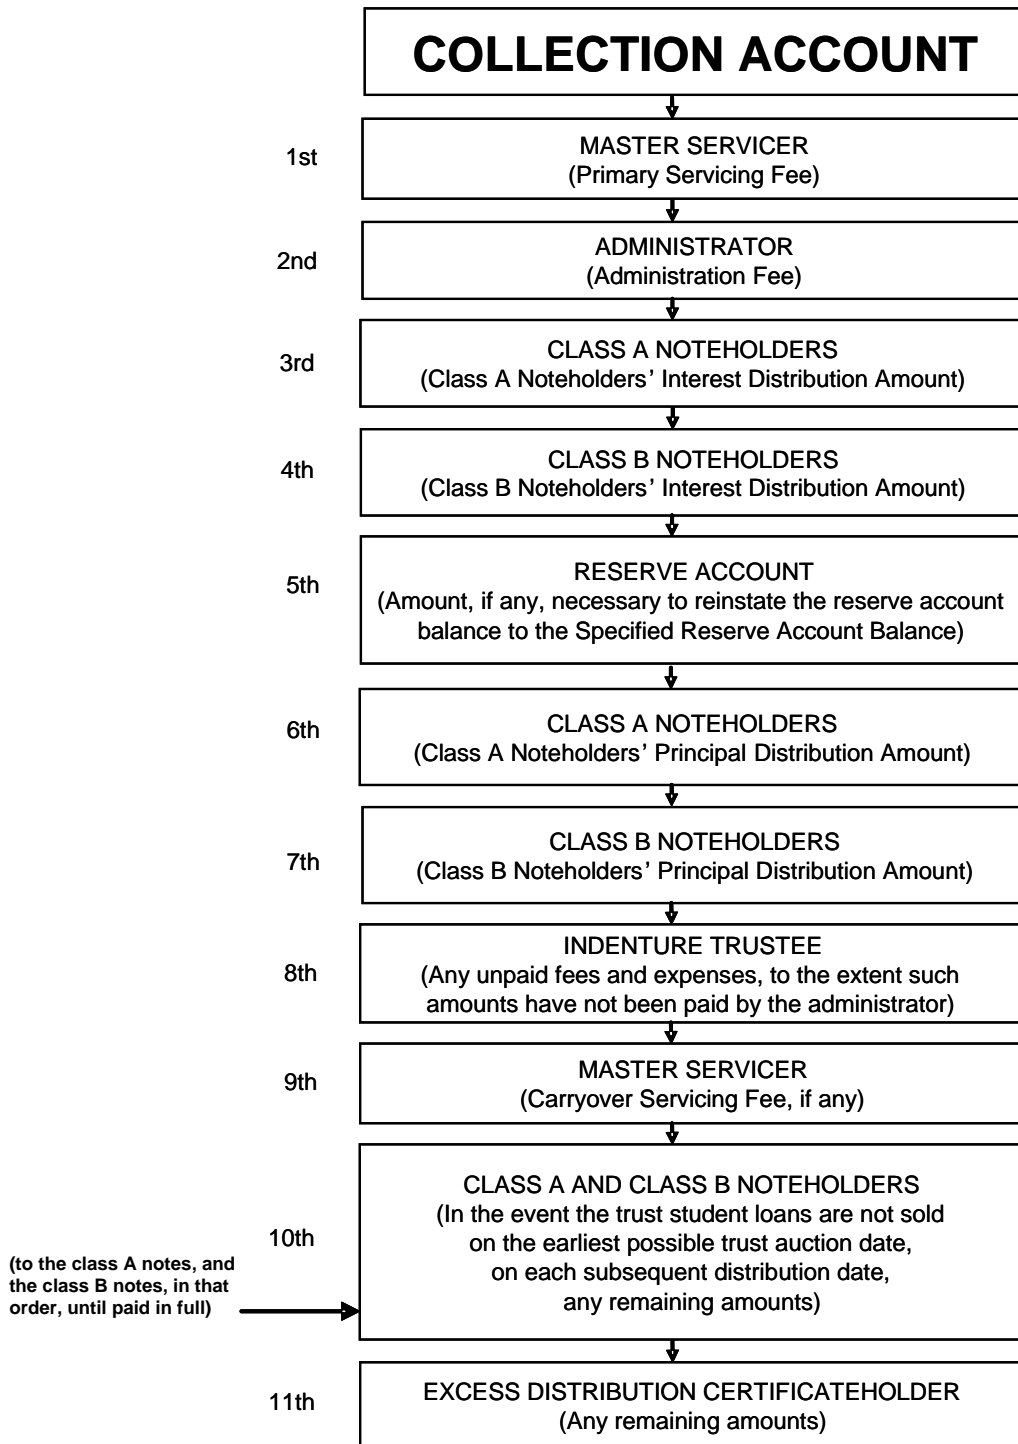 COLLECTION ACCOUNT
1st
MASTER SERVICER
(Primary Servicing Fee)
2nd
ADMINISTRATOR
(Administration Fee)
3rd
CLASS A NOTEHOLDERS
(Class A Noteholders’ Interest Distribution Amount)
4th
CLASS B NOTEHOLDERS
(Class B Noteholders’ Interest Distribution Amount)
5th
RESERVE ACCOUNT
(Amount, if any, necessary to reinstate the reserve account
balance to the Specified Reserve Account Balance)
6th
CLASS A NOTEHOLDERS
(Class A Noteholders’ Principal Distribution Amount)
7th
CLASS B NOTEHOLDERS
(Class B Noteholders’ Principal Distribution Amount)
8th
INDENTURE TRUSTEE
(Any unpaid fees and expenses, to the extent such
amounts have not been paid by the administrator)
9th
MASTER SERVICER
(Carryover Servicing Fee, if any)
10th
CLASS A AND CLASS B NOTEHOLDERS
(In the event the trust student loans are not sold
on the earliest possible trust auction date,
on each subsequent distribution date,
any remaining amounts)
(to the class A notes, and
the class B notes, in that
order, until paid in full)
11th
EXCESS DISTRIBUTION CERTIFICATEHOLDER
(Any remaining amounts)